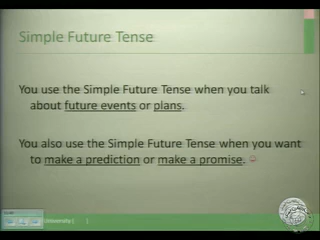 Simple Future Tense
You use the Simple Future Tense when you talk
about future events or plans.
You also use the Simple Future Tense when you want
to make a prediction or make a promise.
University [ ]